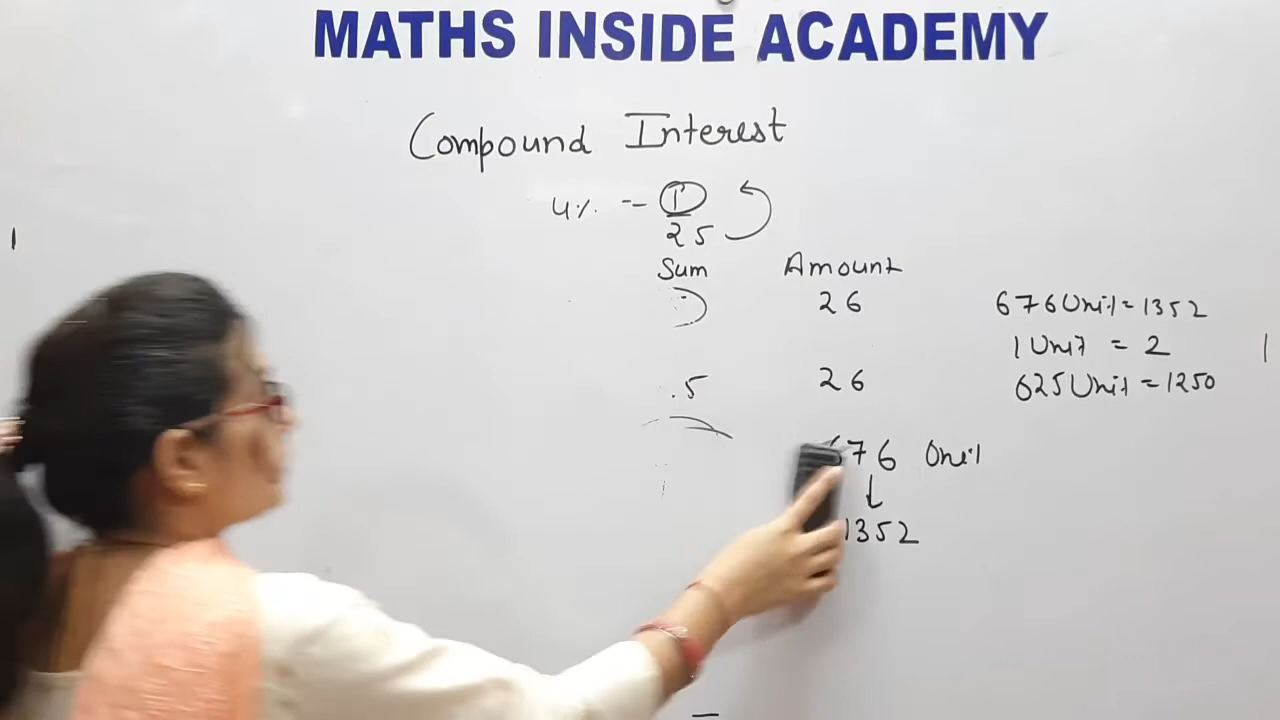 MATHS INSIDE ACADEMY
Compound Interest
4% = 1
25
Sum Amount
26
.5 26
676 Unit
1352
676 Unit = 1352
1 Unit = 2
625 Unit = 1250